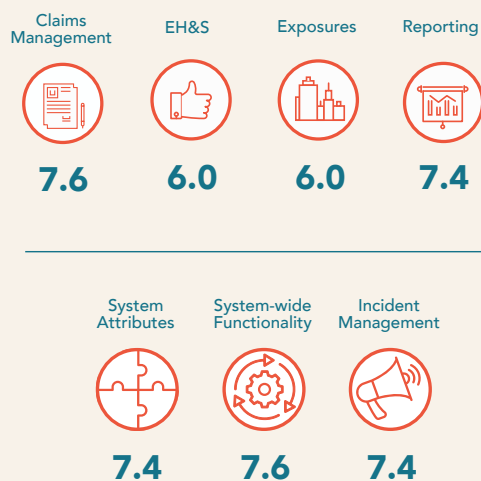 Claims
Management
EH&S
Exposures
Reporting
7.6
6.0
6.0
7.4
System
Attributes
System-wide
Functionality
Incident
Management
7.4
7.6
7.4